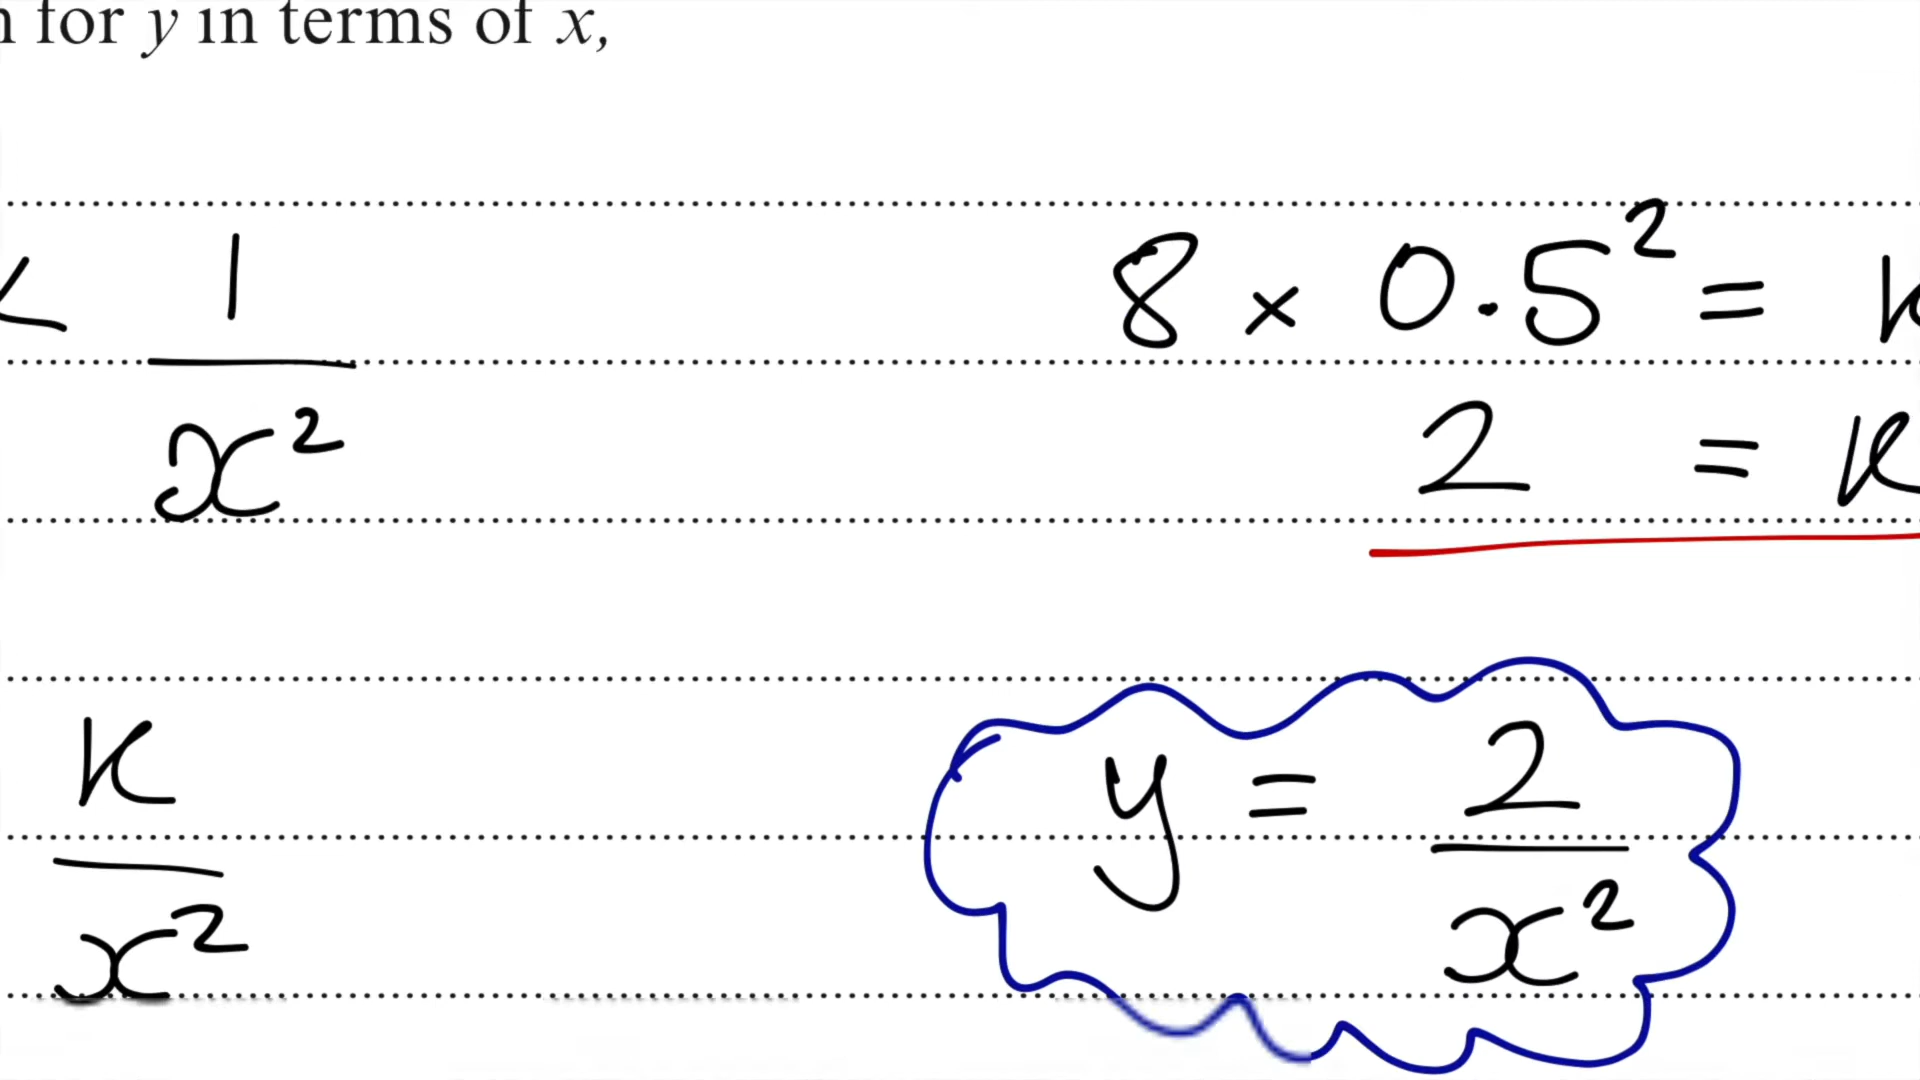 for y in terms of x,
∝ 1/x² 8 × 0.5² = k
2 = k
k/x² y = 2/x²